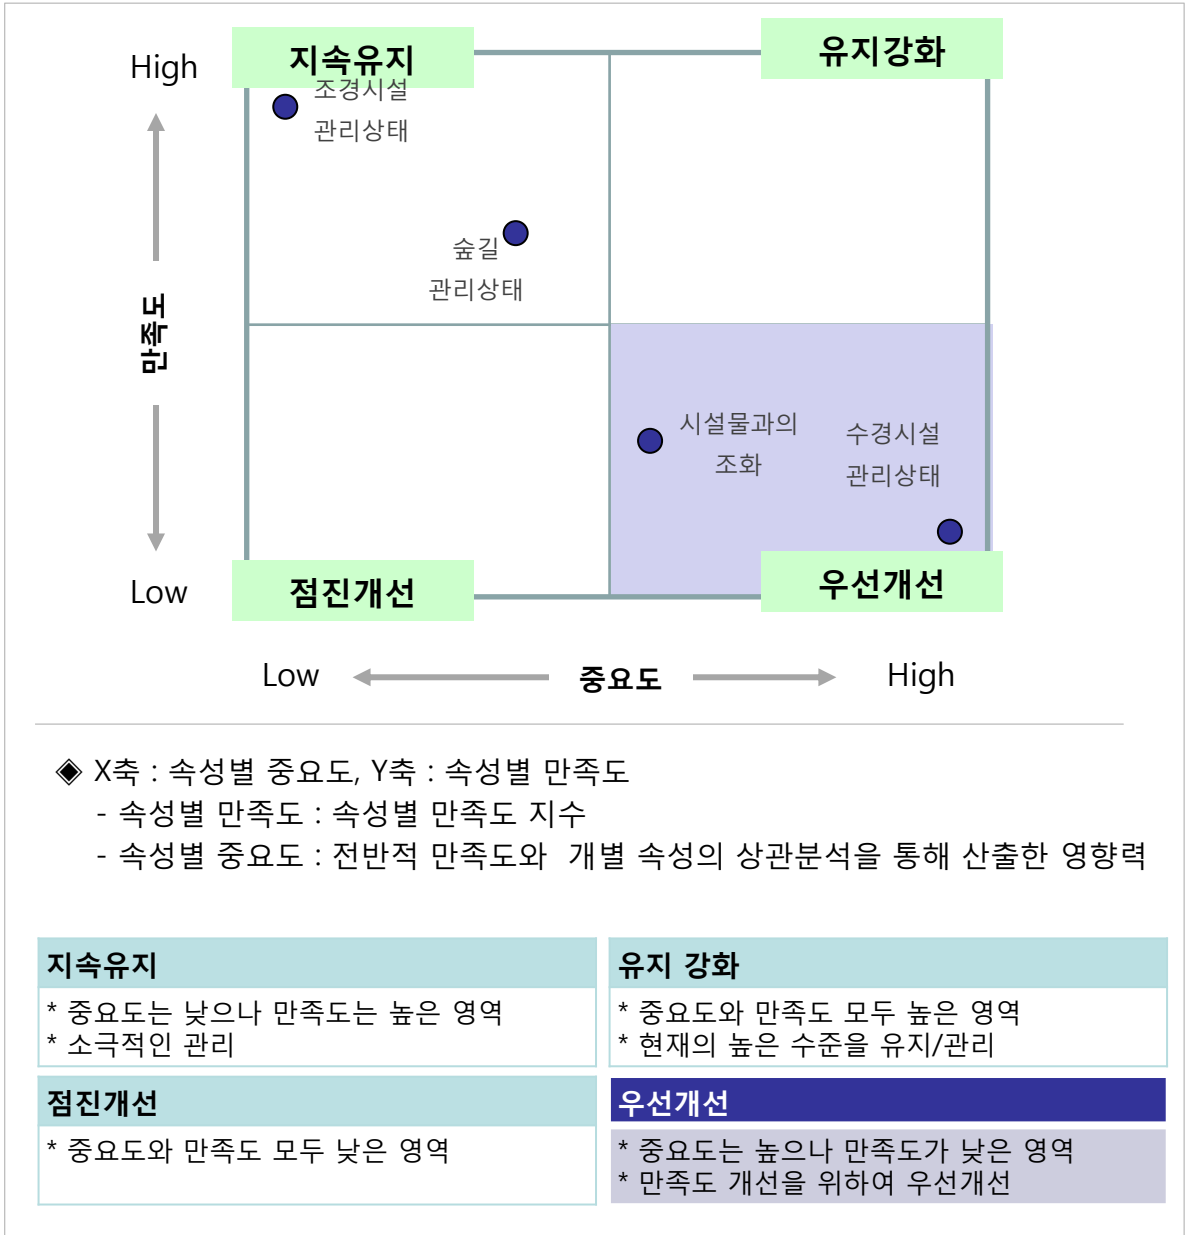 지속유지
유지강화
High
조경시설
관리상태
숲길
관리상태
만족도
시설물과의
조화
수경시설
관리상태
Low
점진개선
우선개선
Low
중요도
High
◈ X축 : 속성별 중요도, Y축 : 속성별 만족도
- 속성별 만족도 : 속성별 만족도 지수
- 속성별 중요도 : 전반적 만족도와 개별 속성의 상관분석을 통해 산출한 영향력
지속유지
* 중요도는 낮으나 만족도는 높은 영역
* 소극적인 관리
유지 강화
* 중요도와 만족도 모두 높은 영역
* 현재의 높은 수준을 유지/관리
점진개선
* 중요도와 만족도 모두 낮은 영역
우선개선
* 중요도는 높으나 만족도가 낮은 영역
* 만족도 개선을 위하여 우선개선